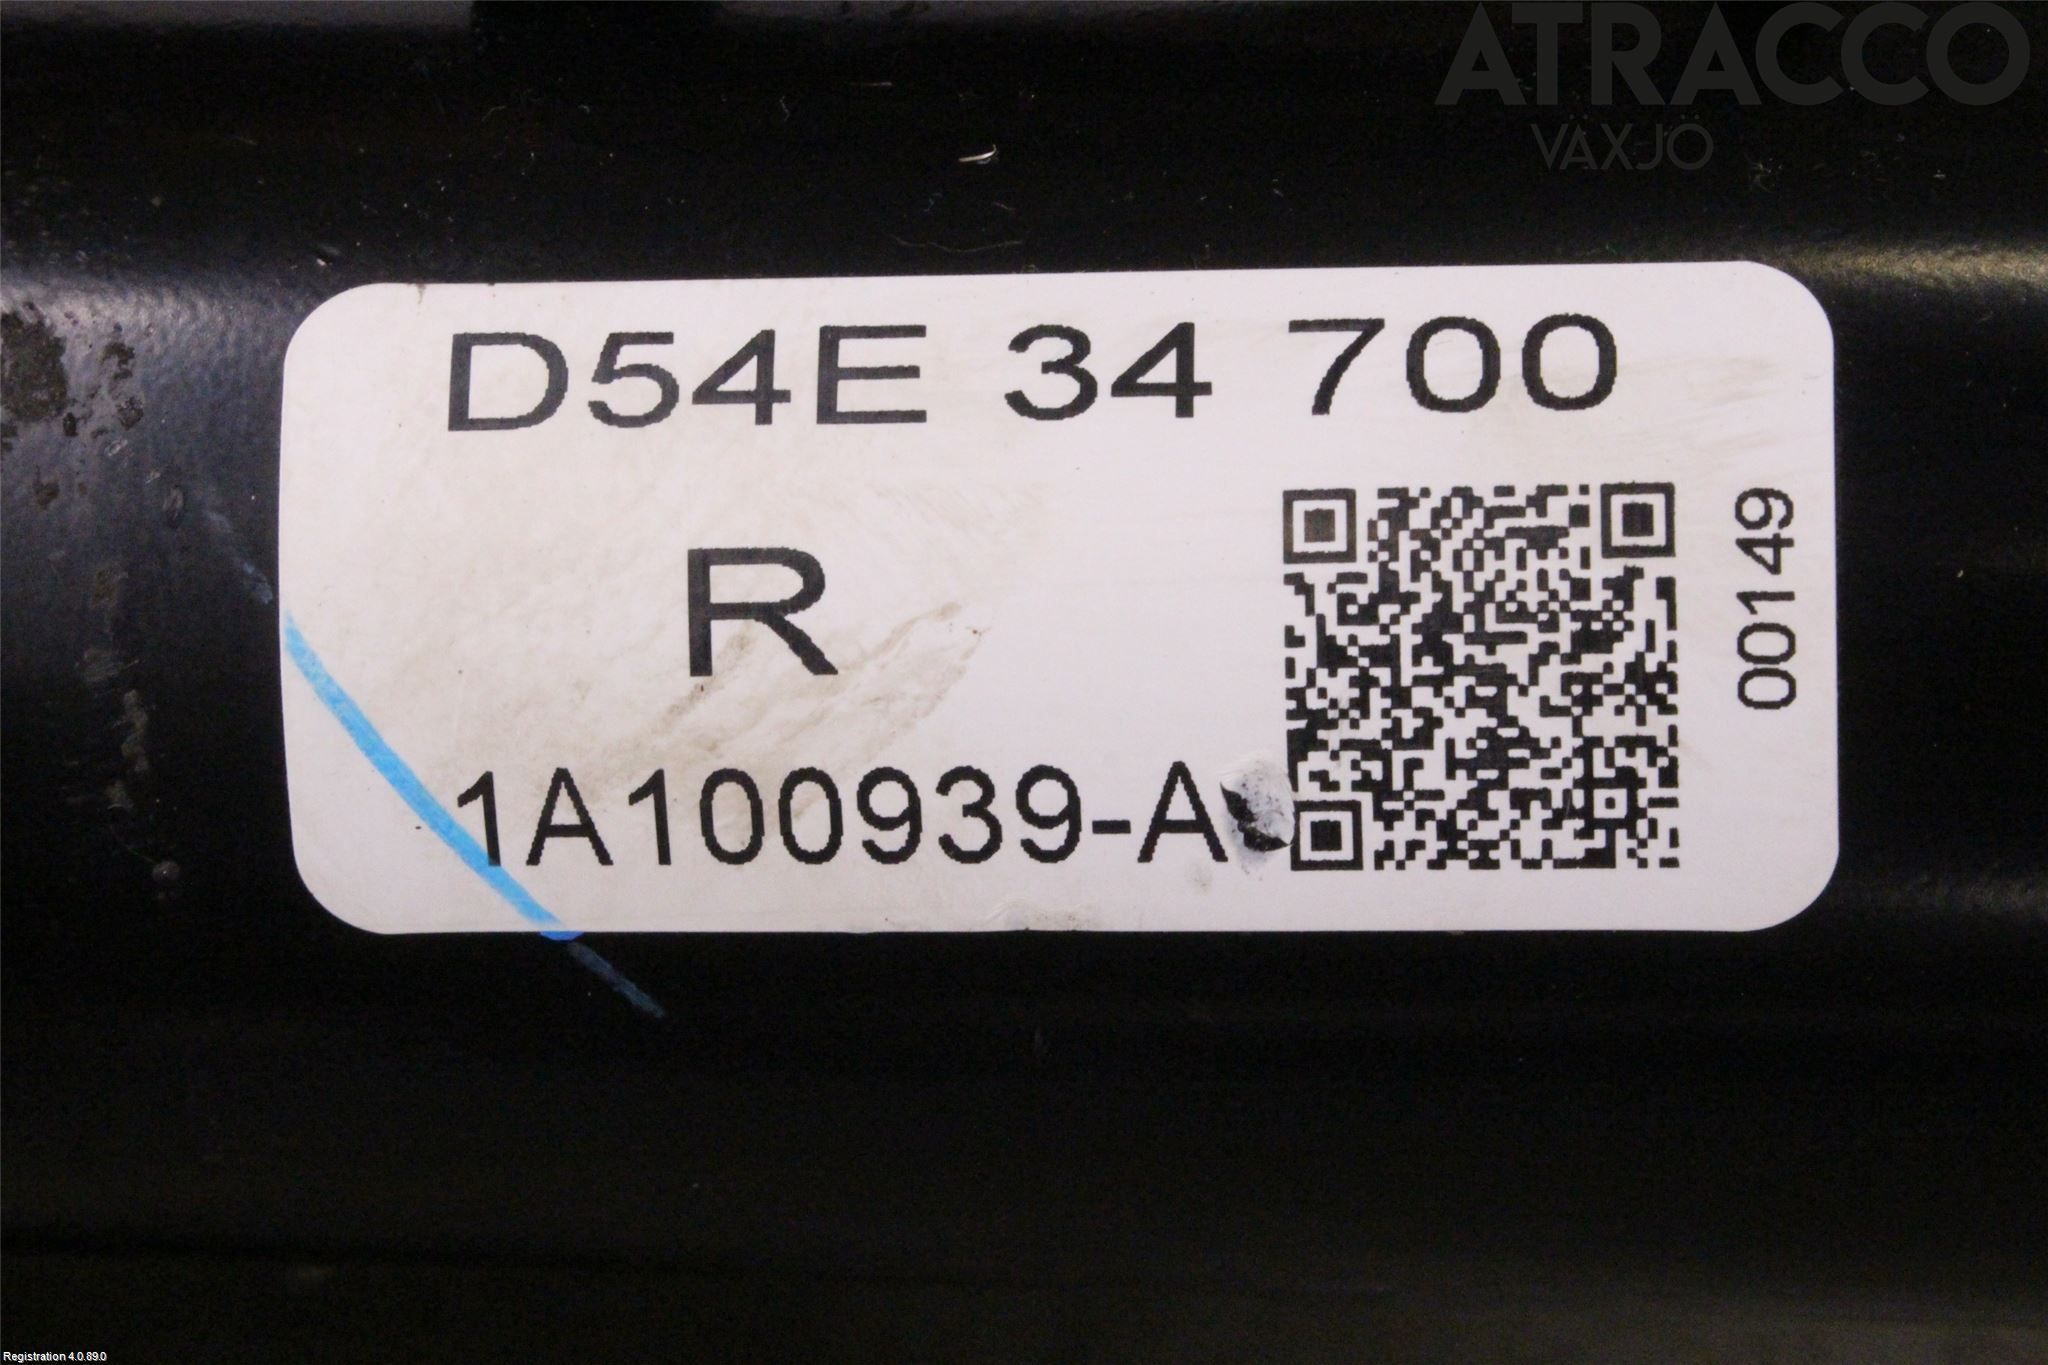 ATRACCO
VÄXJÖ
D54E 34 700
R
1A100939-A
00149
Registration 4.0.89.0